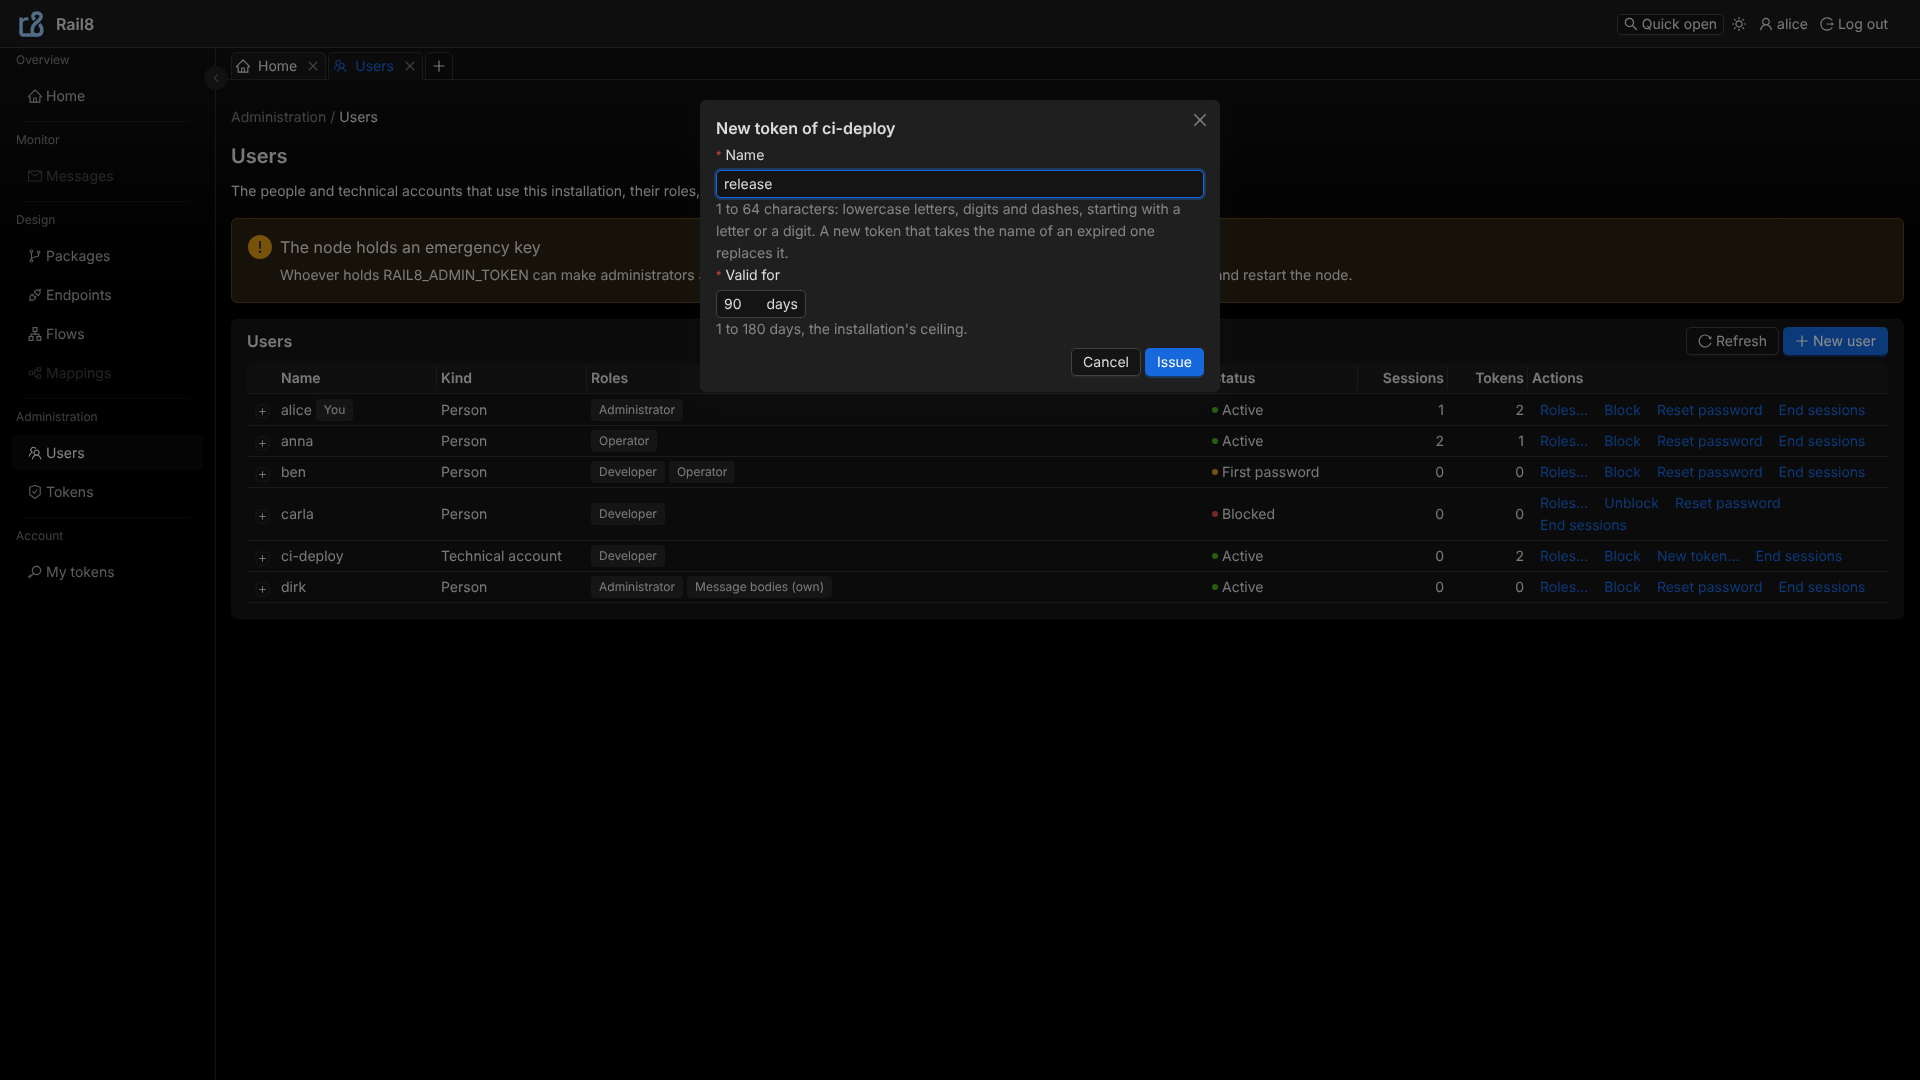 Rail8
Quick open
alice
Log out
Overview
Home
Monitor
Messages
Design
Packages
Endpoints
Flows
Mappings
Administration
Users
Tokens
Account
My tokens
Home
Users
Administration / Users
Users
The people and technical accounts that use this installation, their roles,
The node holds an emergency key
Whoever holds RAIL8_ADMIN_TOKEN can make administrators
and restart the node.
New token of ci-deploy
* Name
release
1 to 64 characters: lowercase letters, digits and dashes, starting with a
letter or a digit. A new token that takes the name of an expired one
replaces it.
* Valid for
90 days
1 to 180 days, the installation's ceiling.
Cancel Issue
Users
Refresh
New user
Name Kind Roles tatus Sessions Tokens Actions
alice You Person Administrator Active 1 2 Roles... Block Reset password End sessions
anna Person Operator Active 2 1 Roles... Block Reset password End sessions
ben Person Developer Operator First password 0 0 Roles... Block Reset password End sessions
carla Person Developer Blocked 0 0 Roles... Unblock Reset password
End sessions
ci-deploy Technical account Developer Active 0 2 Roles... Block New token... End sessions
dirk Person Administrator Message bodies (own) Active 0 0 Roles... Block Reset password End sessions